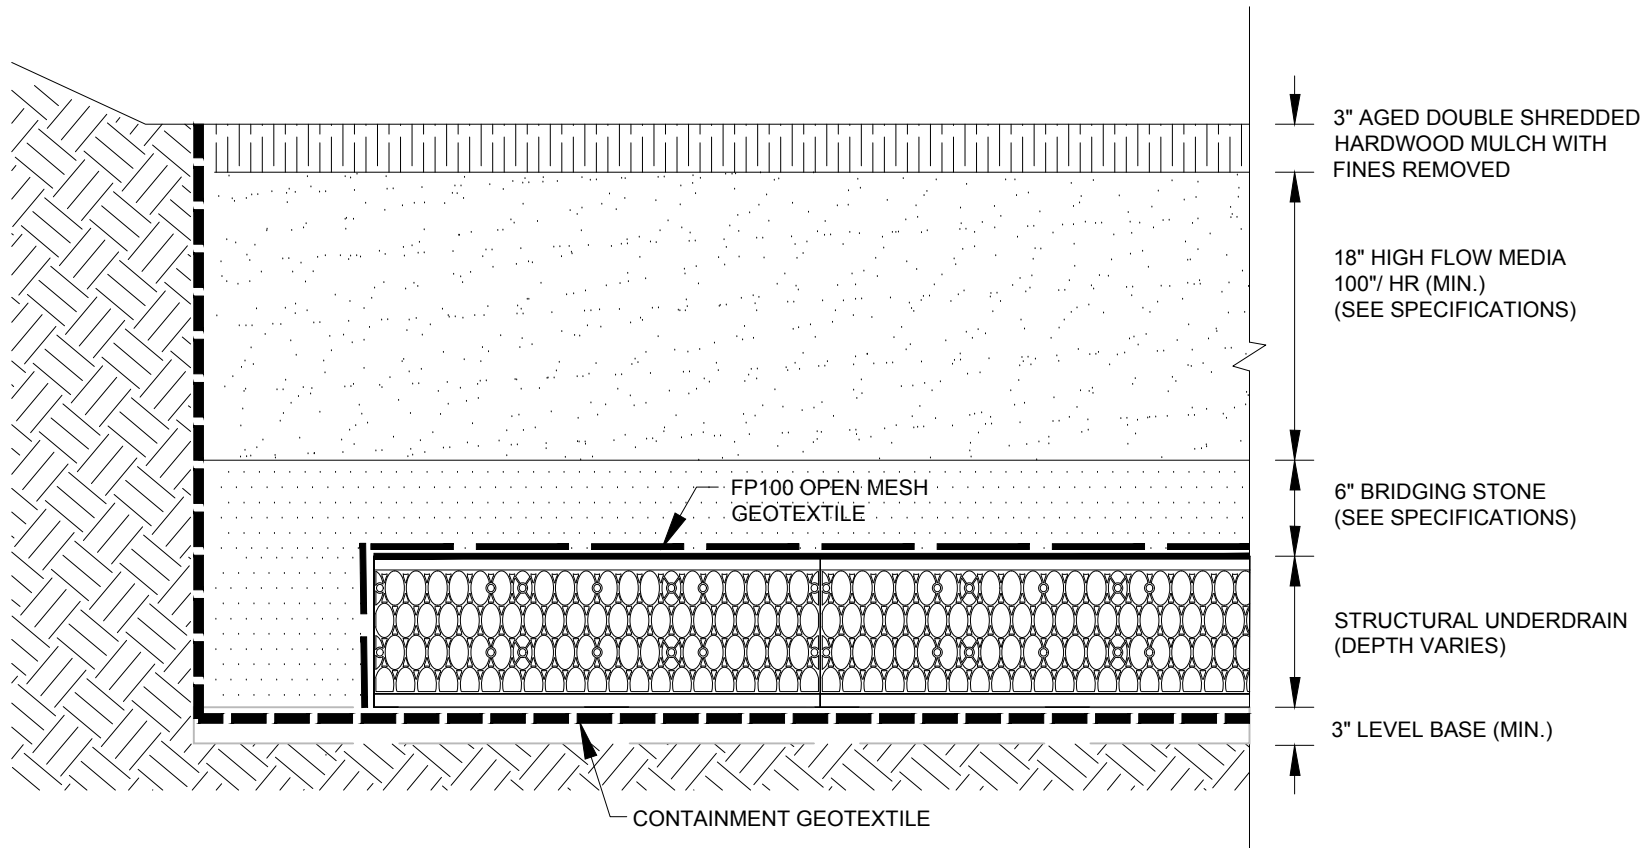 3" AGED DOUBLE SHREDDED
HARDWOOD MULCH WITH
FINES REMOVED
18" HIGH FLOW MEDIA
100"/ HR (MIN.)
(SEE SPECIFICATIONS)
FP100 OPEN MESH
GEOTEXTILE
6" BRIDGING STONE
(SEE SPECIFICATIONS)
STRUCTURAL UNDERDRAIN
(DEPTH VARIES)
3" LEVEL BASE (MIN.)
CONTAINMENT GEOTEXTILE